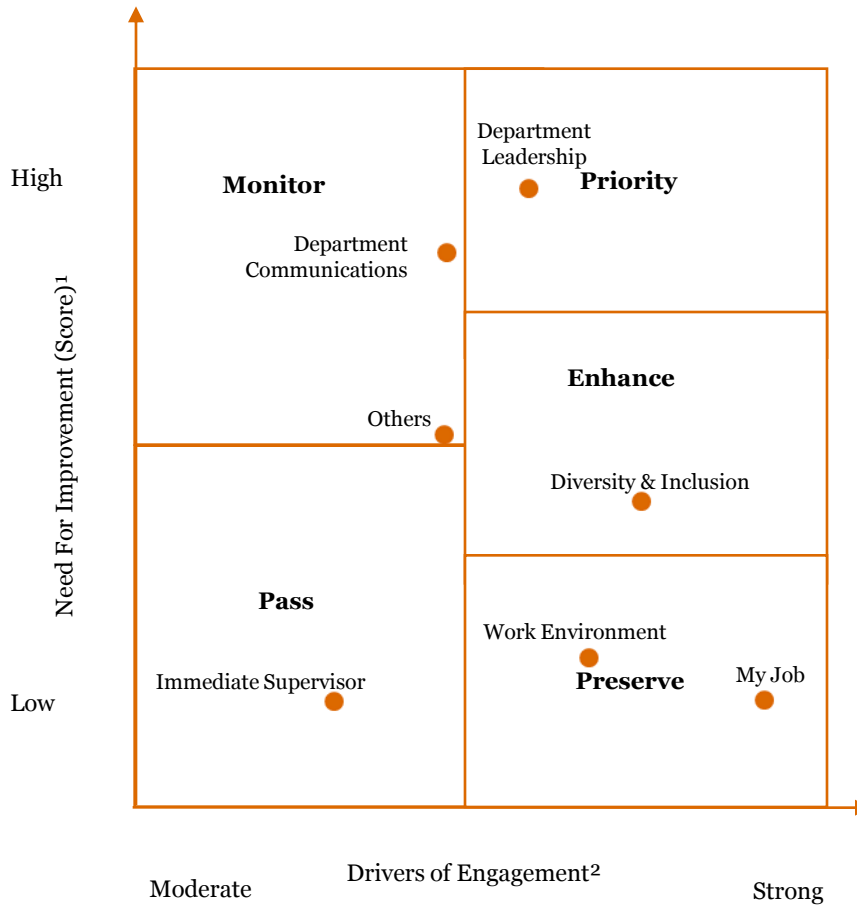 Department
Leadership
High
Monitor
Priority
Department
Communications
Need For Improvement (Score)¹
Enhance
Others
Diversity & Inclusion
Pass
Work Environment
Immediate Supervisor
Preserve
My Job
Low
Drivers of Engagement²
Moderate
Strong